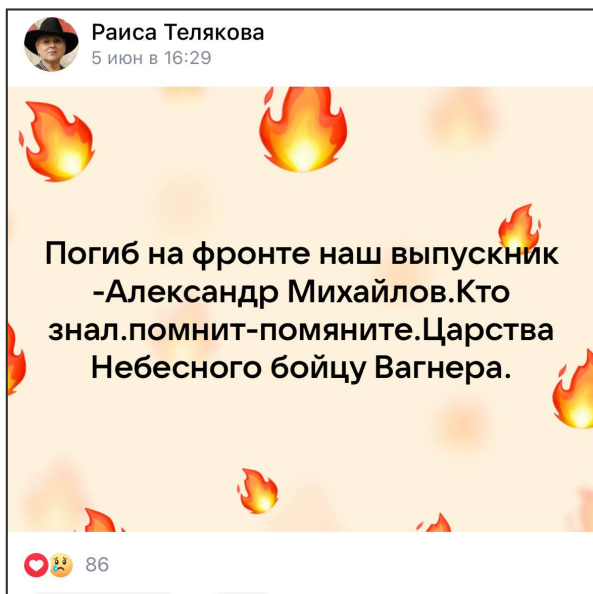 Раиса Телякова
5 июн в 16:29
Погиб на фронте наш выпускник
-Александр Михайлов.Кто
знал.помнит-помяните.Царства
Небесного бойцу Вагнера.
86